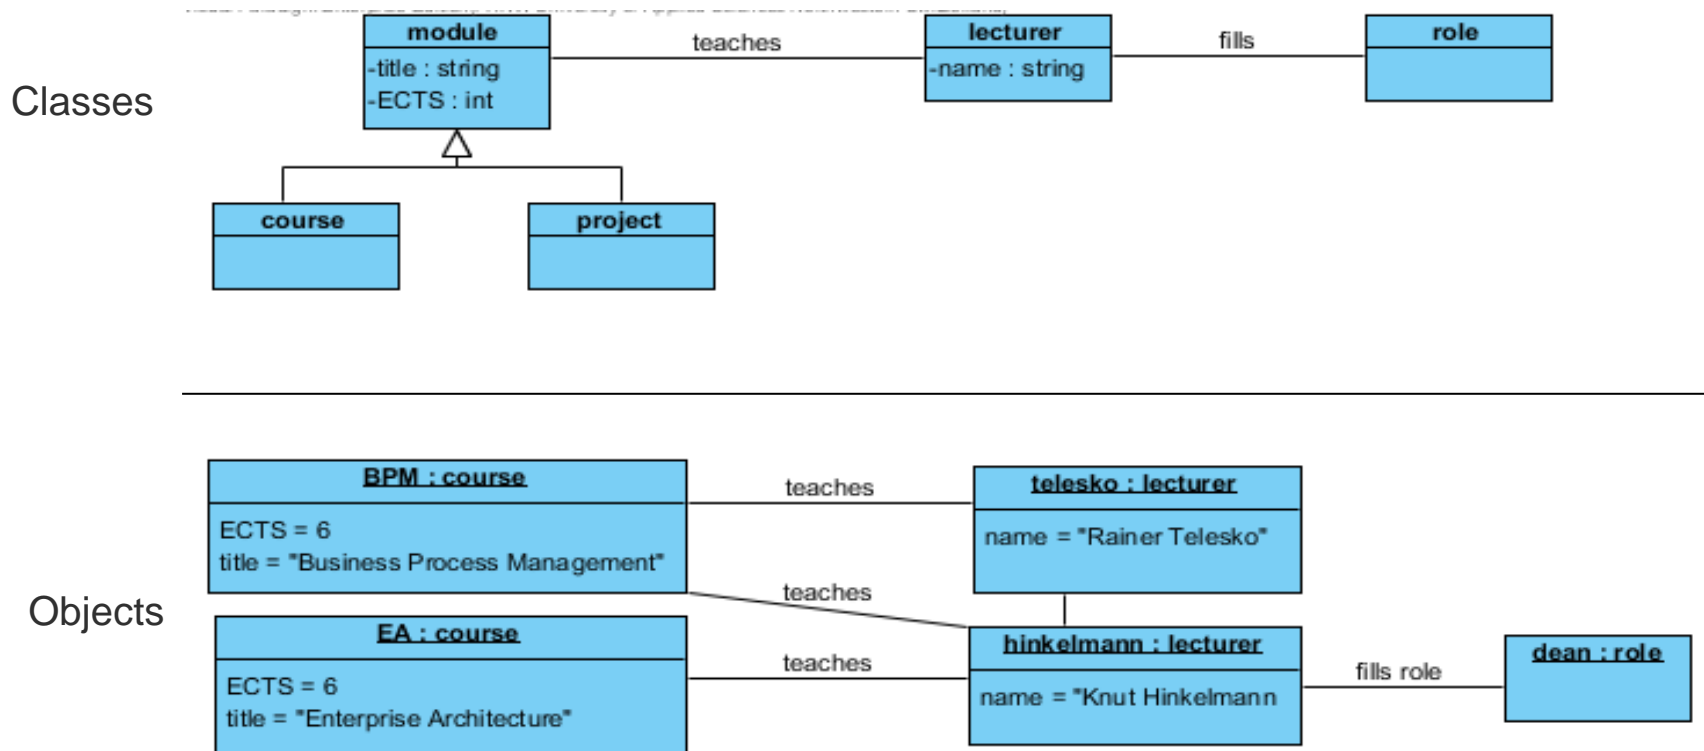 module
teaches
lecturer
fills
role
-title : string
-name : string
-ECTS : int
Classes
course
project
BPM : course
teaches
telesko : lecturer
ECTS = 6
title = "Business Process Management"
name = "Rainer Telesko"
teaches
Objects
EA : course
teaches
hinkelmann : lecturer
fills role
dean : role
ECTS = 6
title = "Enterprise Architecture"
name = "Knut Hinkelmann